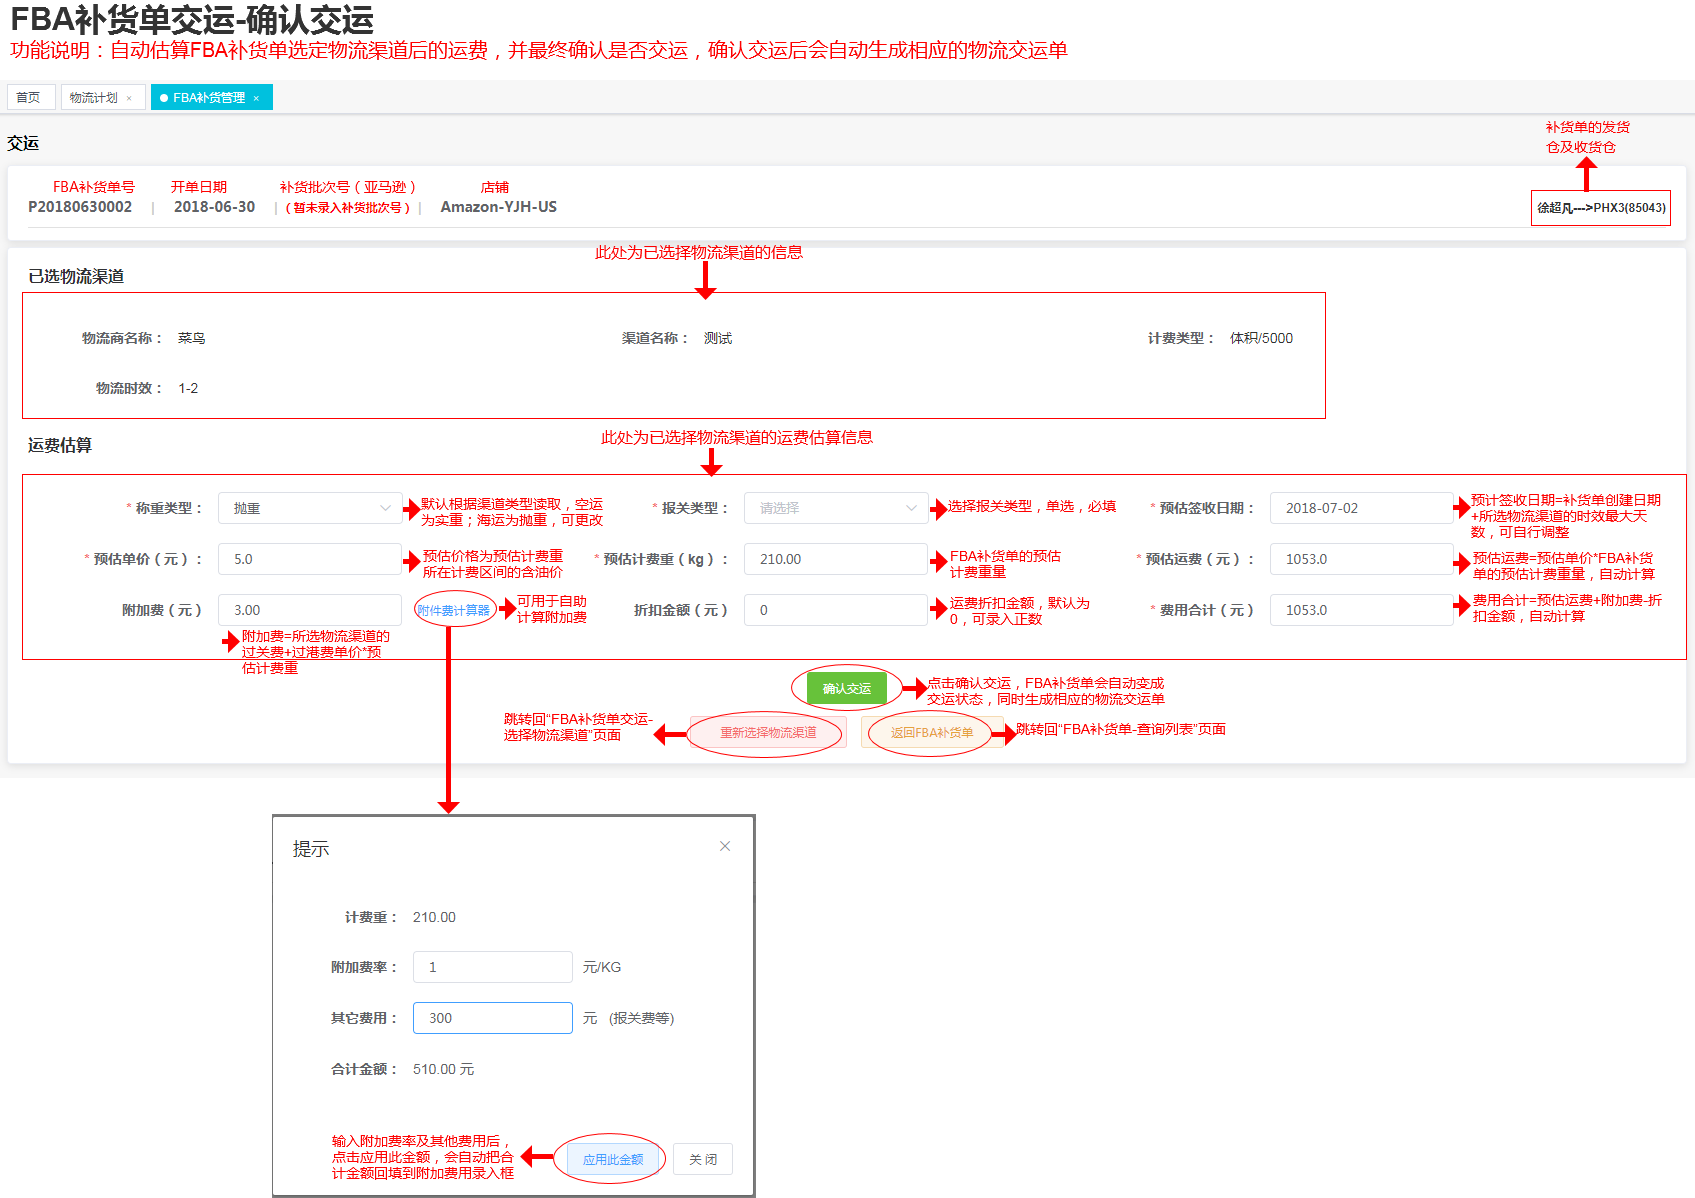 FBA补货单交运-确认交运
功能说明：自动估算FBA补货单选定物流渠道后的运费，并最终确认是否交运，确认交运后会自动生成相应的物流交运单
首页 物流计划 × FBA补货管理 ×
交运
补货单的发货
仓及收货仓
FBA补货单号 开单日期 补货批次号（亚马逊） 店铺
P20180630002 | 2018-06-30 |（暂未录入补货批次号）| Amazon-YJH-US
徐超凡--->PHX3(85043)
此处为已选择物流渠道的信息
已选物流渠道
物流商名称： 菜鸟 渠道名称： 测试 计费类型： 体积/5000
物流时效： 1-2
此处为已选择物流渠道的运费估算信息
运费估算
* 称重类型： 抛重
默认根据渠道类型读取，空运
为实重；海运为抛重，可更改
* 报关类型： 请选择
选择报关类型，单选，必填
* 预估签收日期： 2018-07-02
预计签收日期=补货单创建日期
+所选物流渠道的时效最大天
数，可自行调整
* 预估单价（元）： 5.0
预估价格为预估计费重
所在计费区间的含油价
* 预估计费重（kg）： 210.00
FBA补货单的预估
计费重量
* 预估运费（元）： 1053.0
预估运费=预估单价*FBA补货
单的预估计费重量，自动计算
附加费（元） 3.00
附件费计算器
可用于自助
计算附加费
折扣金额（元） 0
运费折扣金额，默认为
0，可录入正数
* 费用合计（元） 1053.0
费用合计=预估运费+附加费-折
扣金额，自动计算
附加费=所选物流渠道的
过关费+过港费单价*预
估计费重
确认交运
点击确认交运，FBA补货单会自动变成
交运状态，同时生成相应的物流交运单
跳转回“FBA补货单交运-
选择物流渠道”页面
重新选择物流渠道
返回FBA补货单
跳转回“FBA补货单-查询列表”页面
提示 ×
计费重： 210.00
附加费率： 1 元/KG
其它费用： 300 元 (报关费等)
合计金额： 510.00 元
输入附加费率及其他费用后，
点击应用此金额，会自动把合
计金额回填到附加费用录入框
应用此金额
关 闭